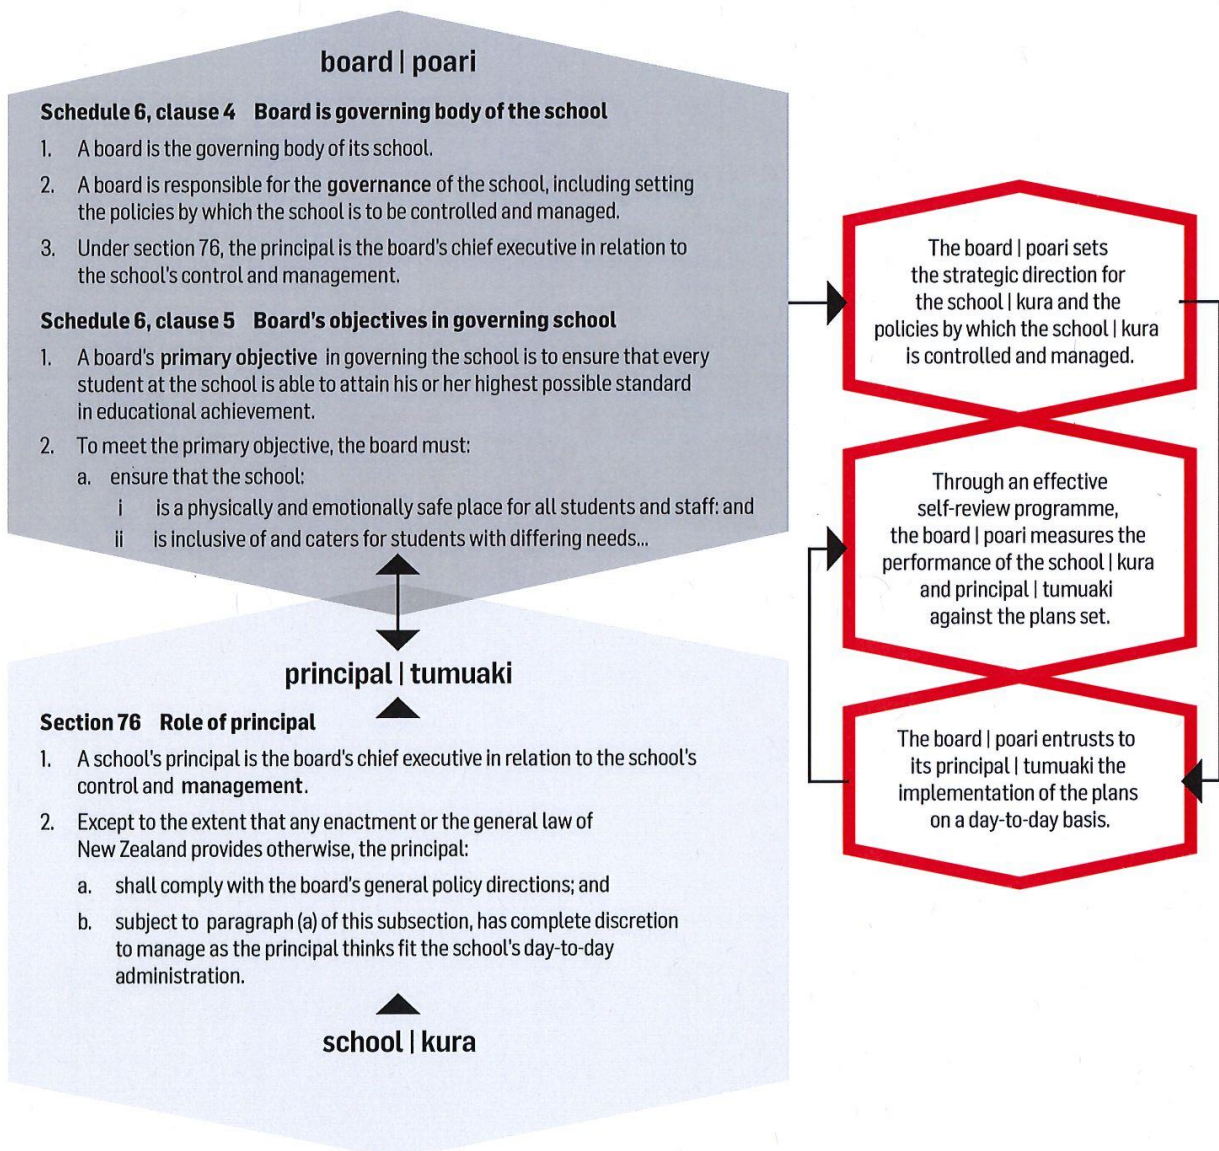 board | poari
Schedule 6, clause 4 Board is governing body of the school
1. A board is the governing body of its school.
2. A board is responsible for the governance of the school, including setting
the policies by which the school is to be controlled and managed.
3. Under section 76, the principal is the board's chief executive in relation to
the school's control and management.
Schedule 6, clause 5 Board's objectives in governing school
1. A board's primary objective in governing the school is to ensure that every
student at the school is able to attain his or her highest possible standard
in educational achievement.
2. To meet the primary objective, the board must:
a. ensure that the school:
i is a physically and emotionally safe place for all students and staff: and
ii is inclusive of and caters for students with differing needs...
principal | tumuaki
Section 76 Role of principal
1. A school's principal is the board's chief executive in relation to the school's
control and management.
2. Except to the extent that any enactment or the general law of
New Zealand provides otherwise, the principal:
a. shall comply with the board's general policy directions; and
b. subject to paragraph (a) of this subsection, has complete discretion
to manage as the principal thinks fit the school's day-to-day
administration.
school | kura
The board | poari sets
the strategic direction for
the school | kura and the
policies by which the school | kura
is controlled and managed.
Through an effective
self-review programme,
the board | poari measures the
performance of the school | kura
and principal | tumuaki
against the plans set.
The board | poari entrusts to
its principal | tumuaki the
implementation of the plans
on a day-to-day basis.